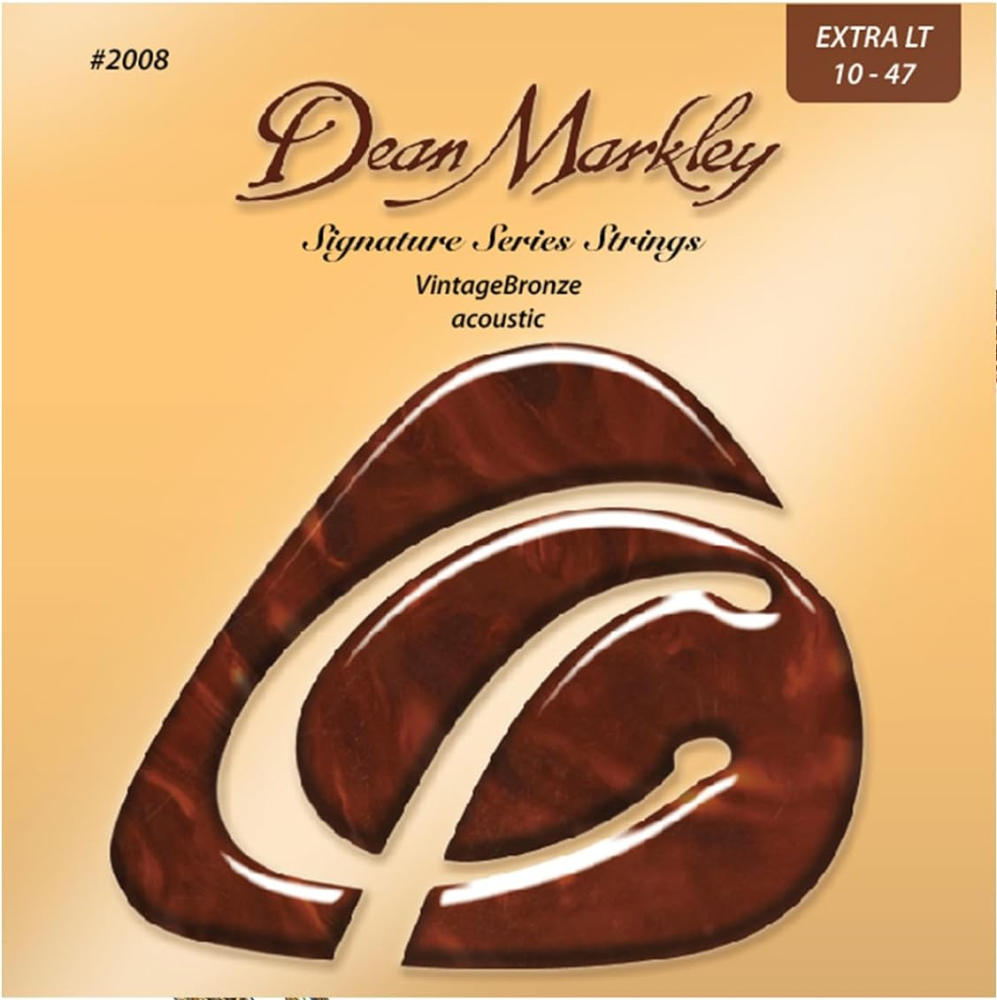 #2008
EXTRA LT
10 - 47
Dean Markley
Signature Series Strings
VintageBronze
acoustic